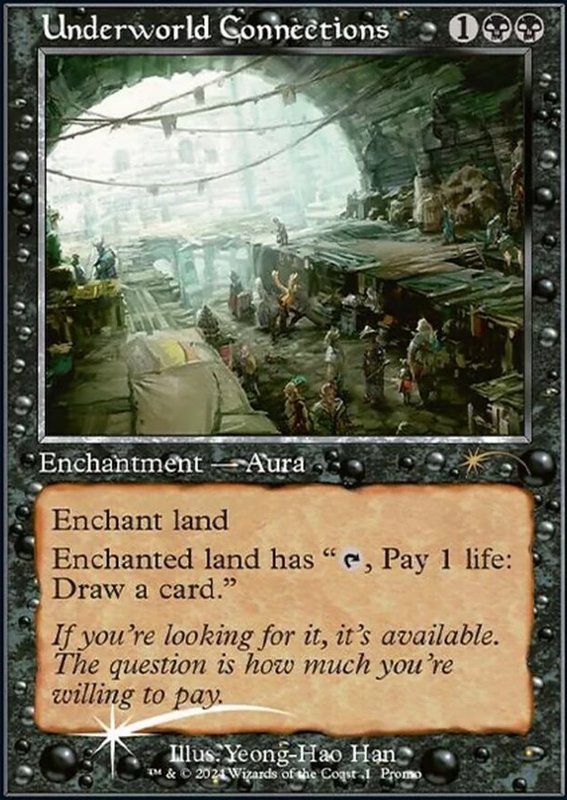 Underworld Connections 1
Enchantment — Aura
Enchant land
Enchanted land has “ , Pay 1 life:
Draw a card.”
If you’re looking for it, it’s available.
The question is how much you’re
willing to pay.
Illus. Yeong-Hao Han
™ & © 2024 Wizards of the Coast .1 Promo